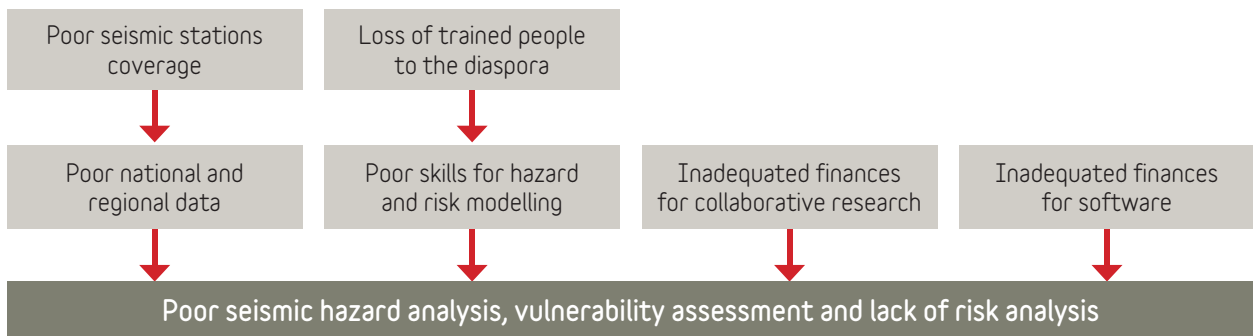 Poor seismic stations
coverage
Loss of trained people
to the diaspora
Poor national and
regional data
Poor skills for hazard
and risk modelling
Inadequated finances
for collaborative research
Inadequated finances
for software
Poor seismic hazard analysis, vulnerability assessment and lack of risk analysis